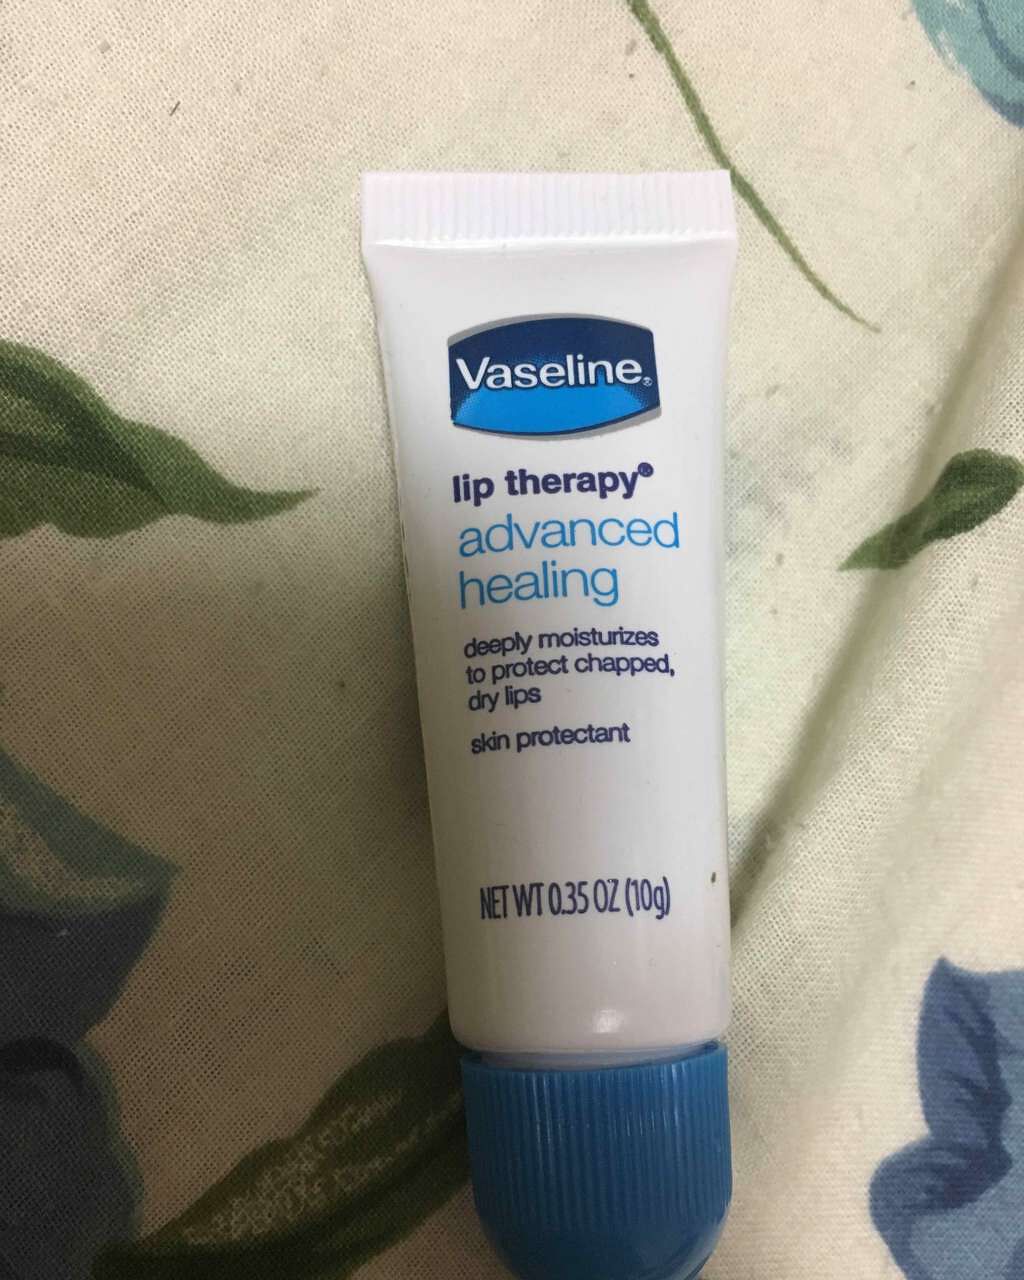 Vaseline®
lip therapy®
advanced
healing
deeply moisturizes
to protect chapped,
dry lips
skin protectant
NET WT 0.35 OZ (10g)